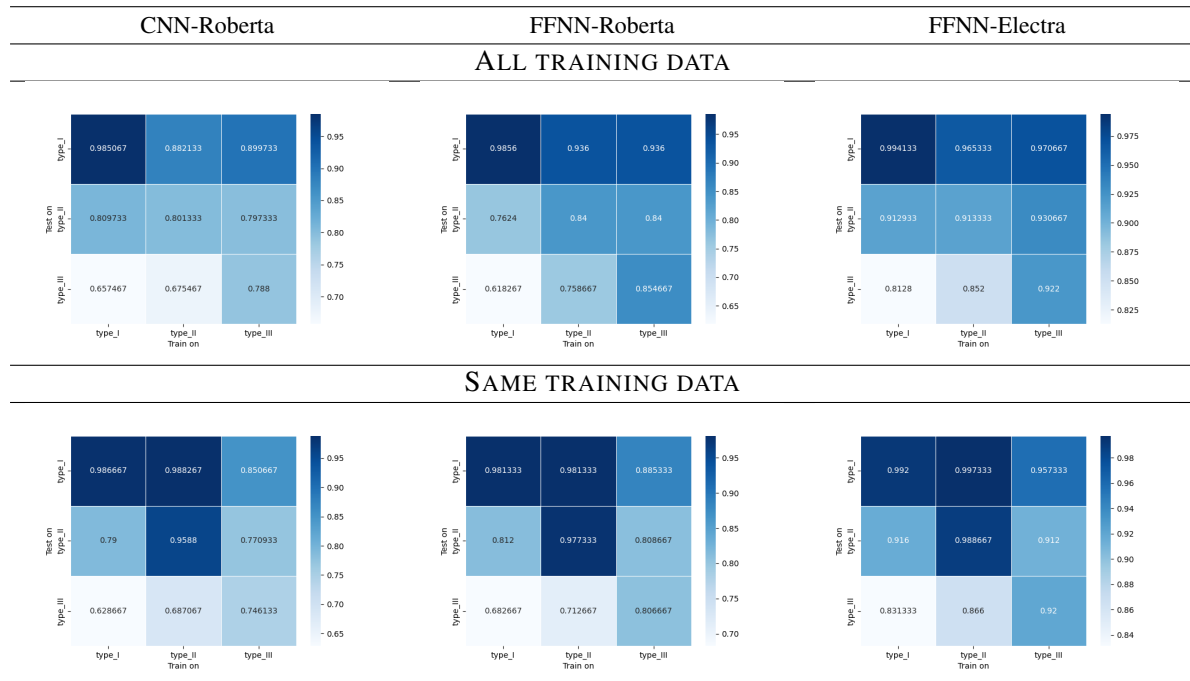 CNN-Roberta FFNN-Roberta FFNN-Electra
ALL TRAINING DATA
Test on
type_I 0.985067 0.882133 0.899733
type_II 0.809733 0.801333 0.797333
type_III 0.657467 0.675467 0.788
type_I type_II type_III
Train on
0.95
0.90
0.85
0.80
0.75
0.70
Test on
type_I 0.9856 0.936 0.936
type_II 0.7624 0.84 0.84
type_III 0.618267 0.758667 0.854667
type_I type_II type_III
Train on
0.95
0.90
0.85
0.80
0.75
0.70
0.65
Test on
type_I 0.994133 0.965333 0.970667
type_II 0.912933 0.913333 0.930667
type_III 0.8128 0.852 0.922
type_I type_II type_III
Train on
0.975
0.950
0.925
0.900
0.875
0.850
0.825
SAME TRAINING DATA
Test on
type_I 0.986667 0.988267 0.850667
type_II 0.79 0.9588 0.770933
type_III 0.628667 0.687067 0.746133
type_I type_II type_III
Train on
0.95
0.90
0.85
0.80
0.75
0.70
0.65
Test on
type_I 0.981333 0.981333 0.885333
type_II 0.812 0.977333 0.808667
type_III 0.682667 0.712667 0.806667
type_I type_II type_III
Train on
0.95
0.90
0.85
0.80
0.75
0.70
Test on
type_I 0.992 0.997333 0.957333
type_II 0.916 0.988667 0.912
type_III 0.831333 0.866 0.92
type_I type_II type_III
Train on
0.98
0.96
0.94
0.92
0.90
0.88
0.86
0.84